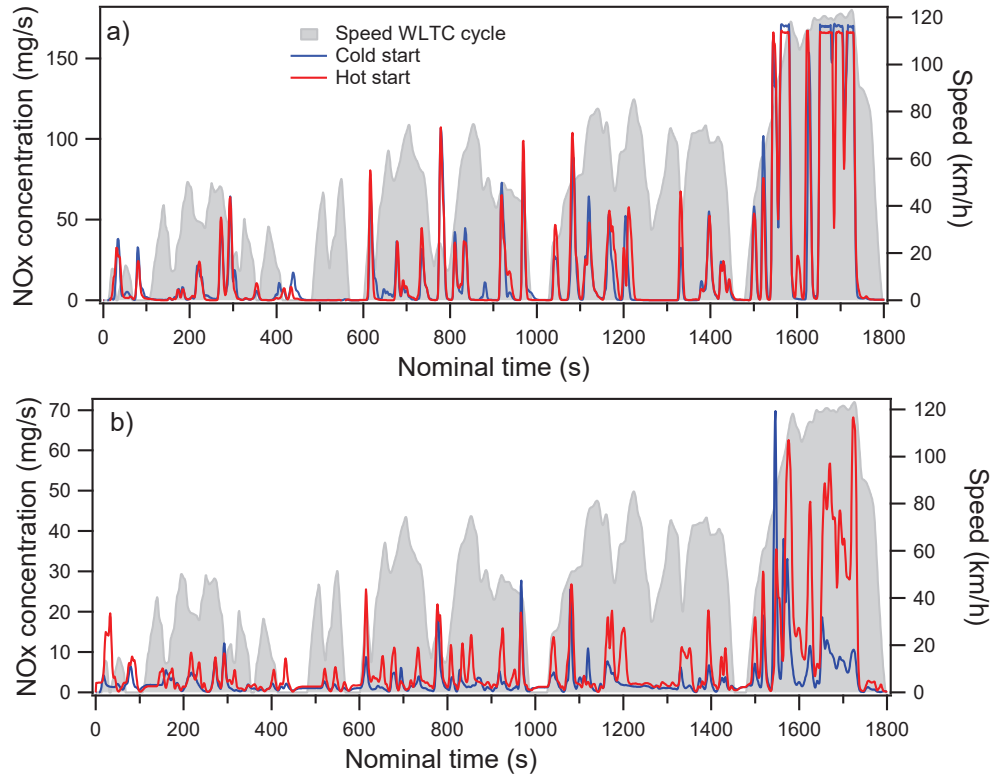 a)
Speed WLTC cycle
Cold start
Hot start
NOx concentration (mg/s)
150
100
50
0
120
100
80
60
40
20
0
Speed (km/h)
0 200 400 600 800 1000 1200 1400 1600 1800
Nominal time (s)
b)
NOx concentration (mg/s)
70
60
50
40
30
20
10
0
120
100
80
60
40
20
0
Speed (km/h)
0 200 400 600 800 1000 1200 1400 1600 1800
Nominal time (s)